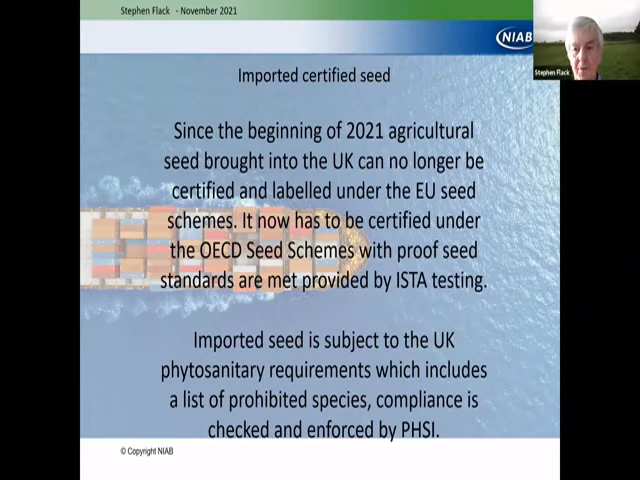 Stephen Flack - November 2021
NIAB
Stephen Flack
Imported certified seed
Since the beginning of 2021 agricultural
seed brought into the UK can no longer be
certified and labelled under the EU seed
schemes. It now has to be certified under
the OECD Seed Schemes with proof seed
standards are met provided by ISTA testing.
Imported seed is subject to the UK
phytosanitary requirements which includes
a list of prohibited species, compliance is
checked and enforced by PHSI.
© Copyright NIAB